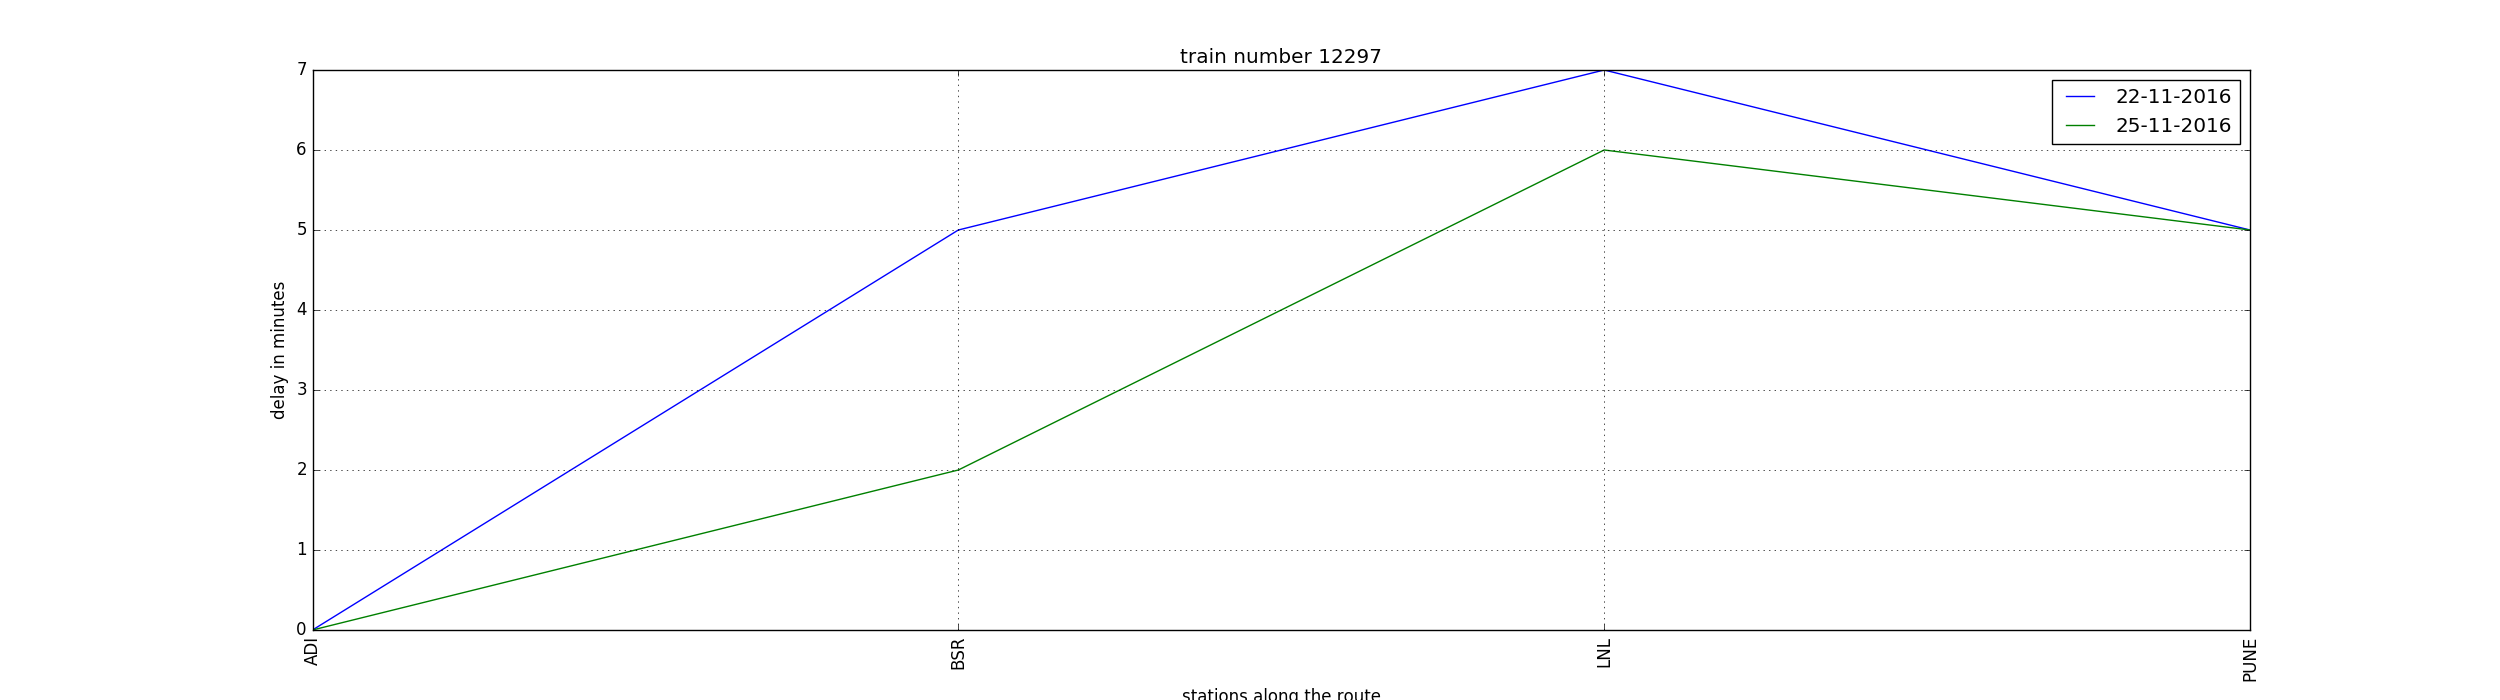 train number 12297
7
6
5
4
3
2
1
0
delay in minutes
22-11-2016
25-11-2016
ADI
BSR
LNL
PUNE
stations along the route